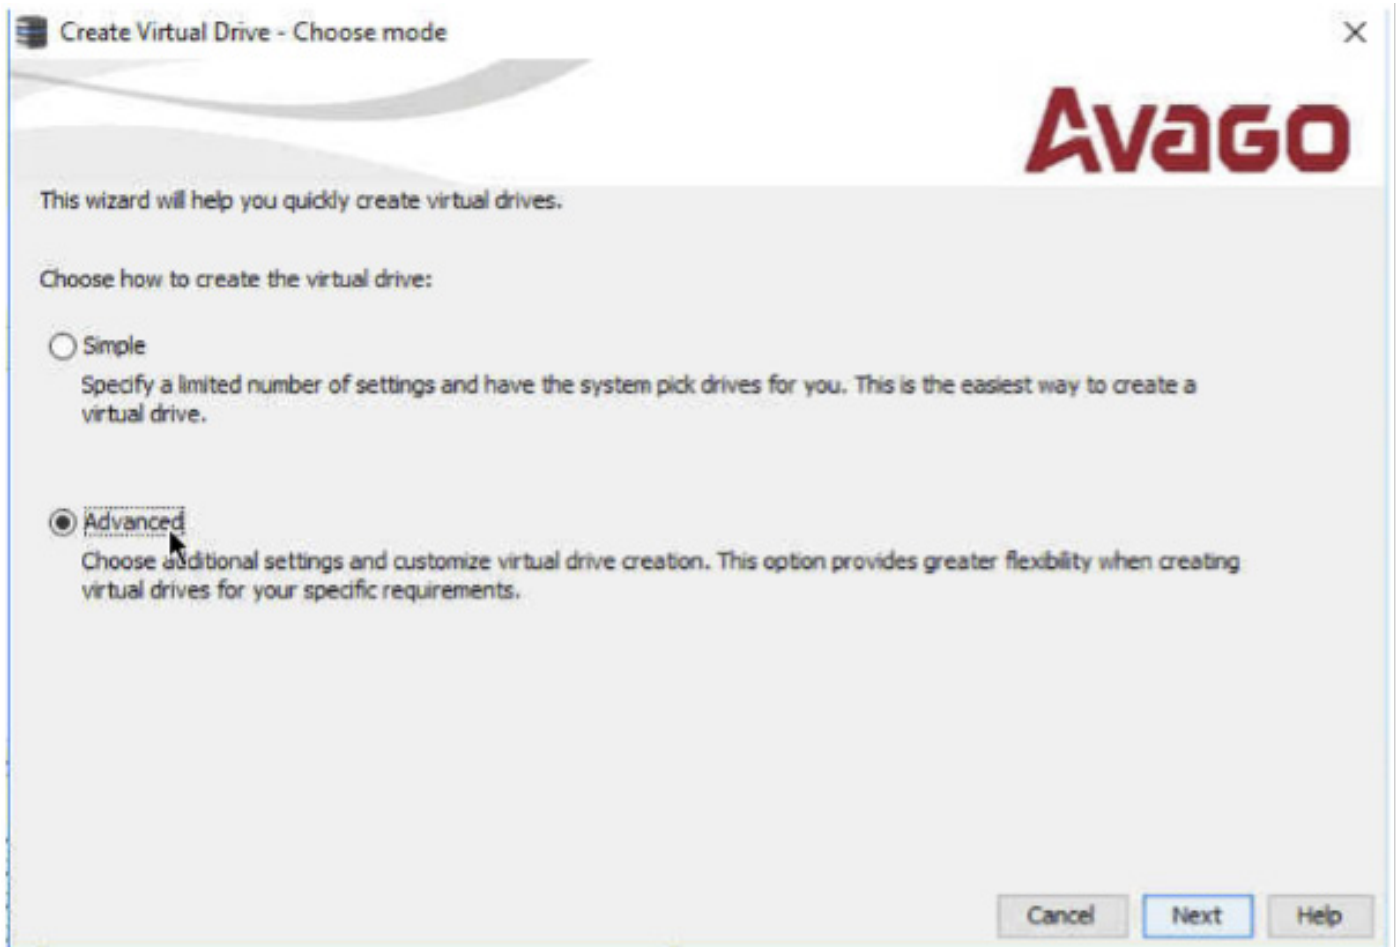 Create Virtual Drive - Choose mode
AVAGO
This wizard will help you quickly create virtual drives.
Choose how to create the virtual drive:
Simple
Specify a limited number of settings and have the system pick drives for you. This is the easiest way to create a
virtual drive.
Advanced
Choose additional settings and customize virtual drive creation. This option provides greater flexibility when creating
virtual drives for your specific requirements.
Cancel
Next
Help